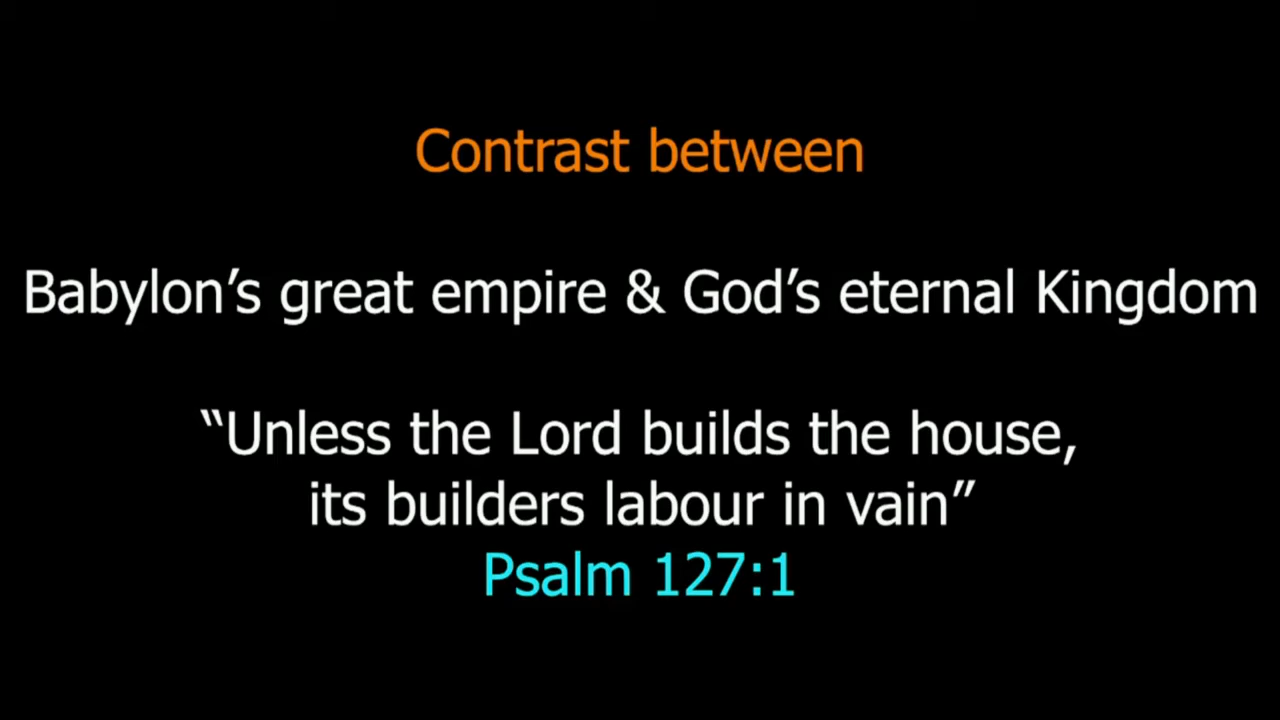 Contrast between
Babylon’s great empire & God’s eternal Kingdom
“Unless the Lord builds the house,
its builders labour in vain”
Psalm 127:1